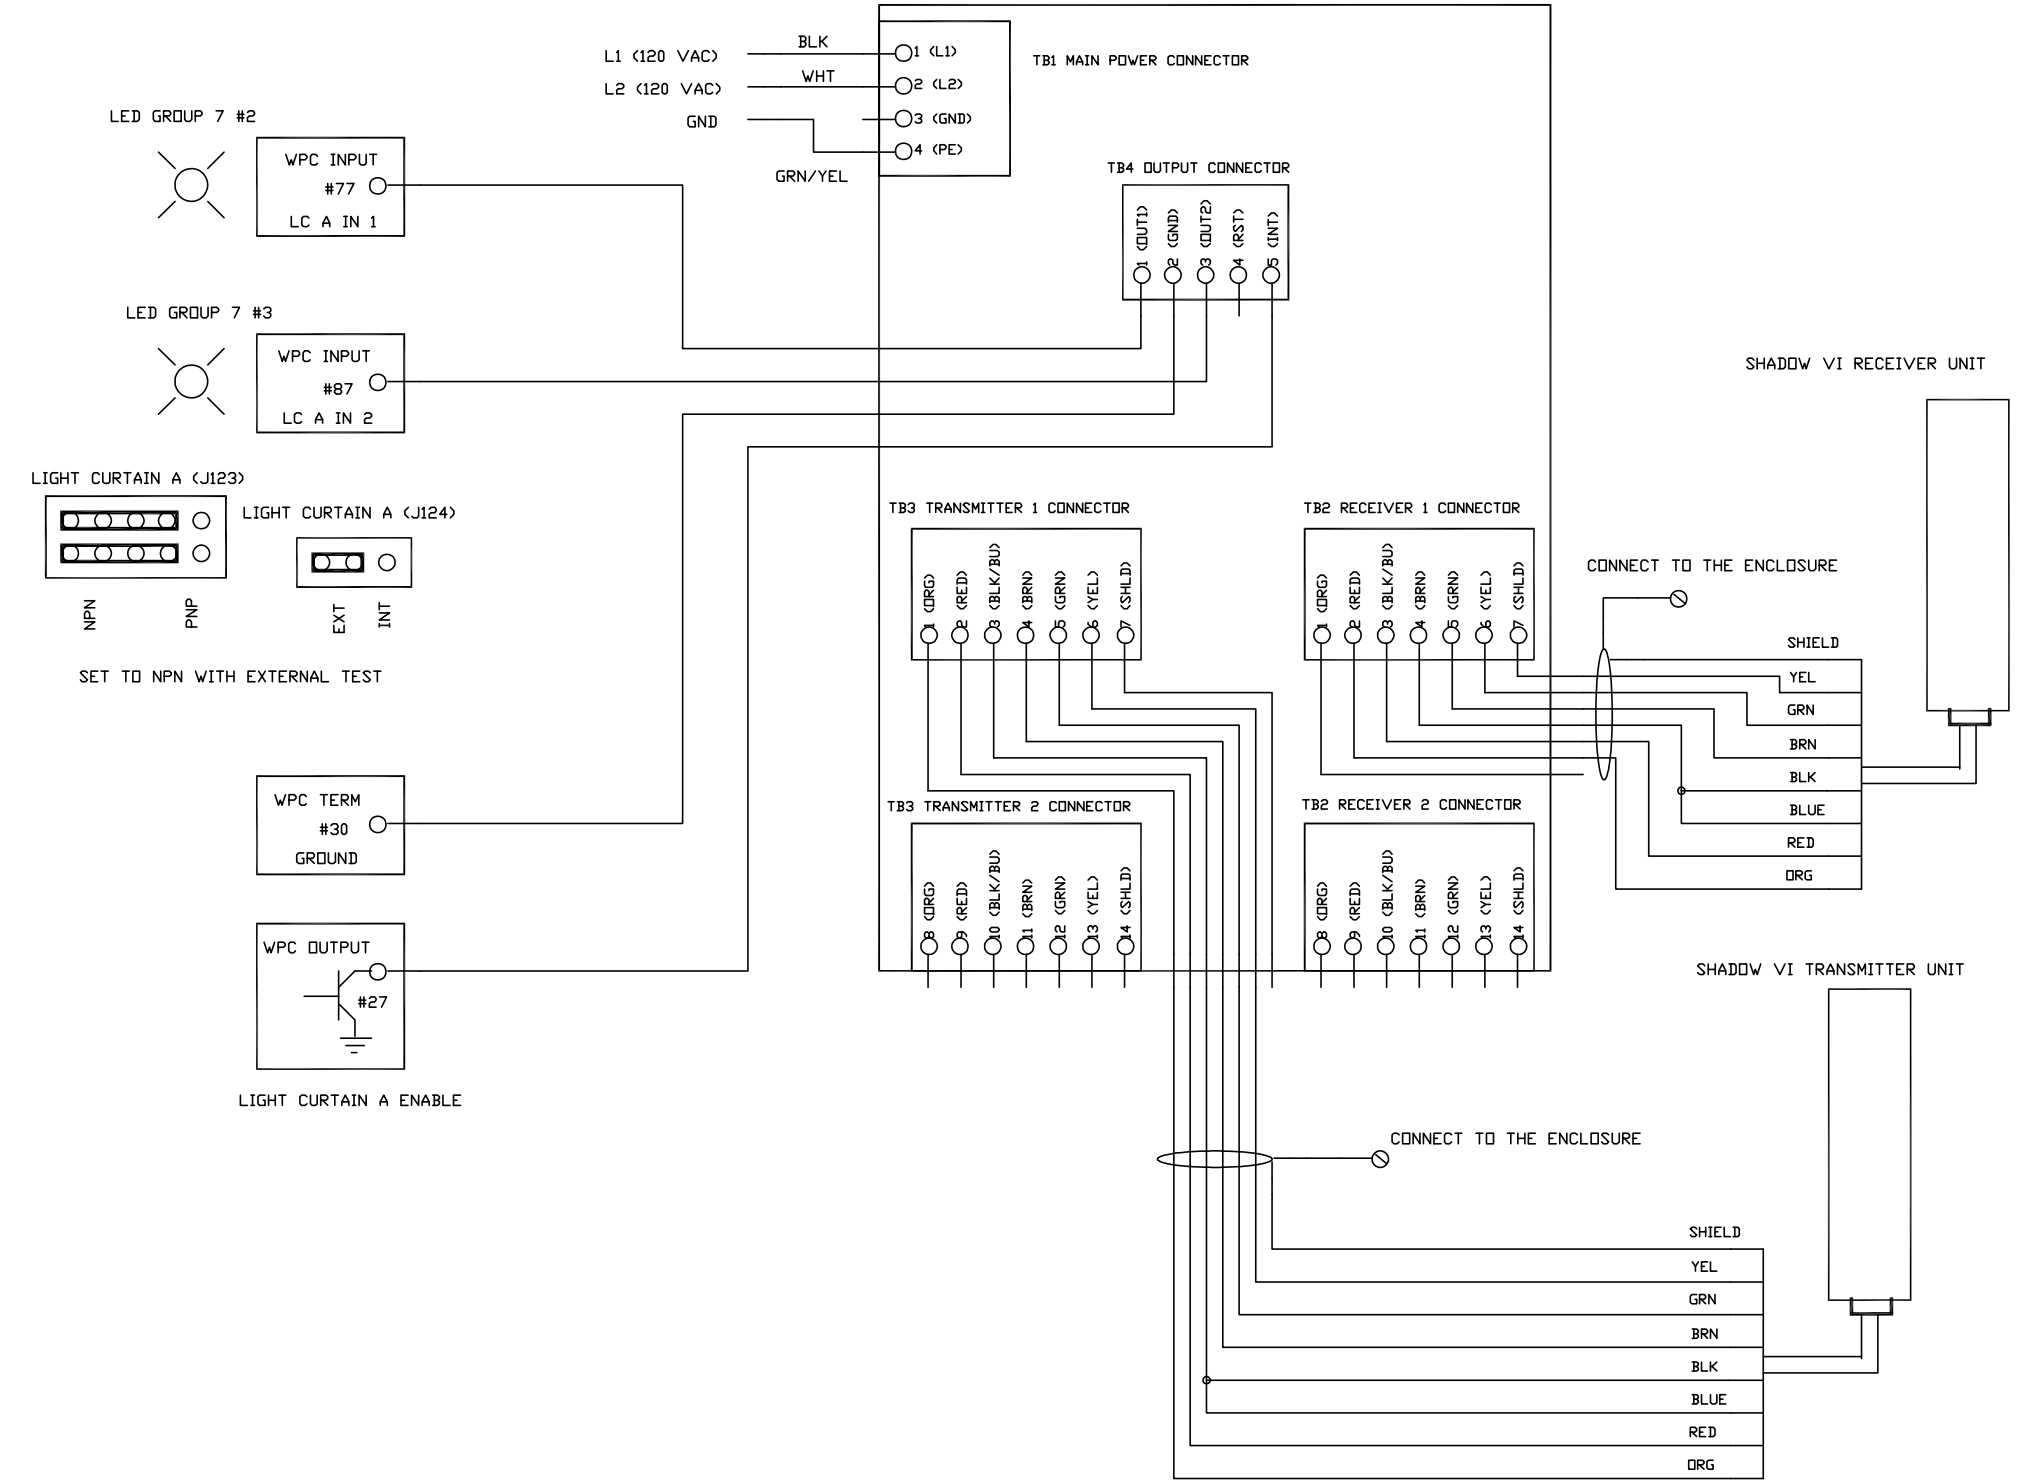 L1 (120 VAC)
BLK
1 (L1)
TB1 MAIN POWER CONNECTOR
L2 (120 VAC)
WHT
2 (L2)
GND
3 (GND)
4 (PE)
GRN/YEL
LED GROUP 7 #2
WPC INPUT
#77
LC A IN 1
TB4 OUTPUT CONNECTOR
1 (OUT1)
2 (GND)
3 (OUT2)
4 (RST)
5 (INT)
LED GROUP 7 #3
WPC INPUT
#87
LC A IN 2
SHADOW VI RECEIVER UNIT
LIGHT CURTAIN A (J123)
NPN
PNP
LIGHT CURTAIN A (J124)
EXT
INT
SET TO NPN WITH EXTERNAL TEST
TB3 TRANSMITTER 1 CONNECTOR
1 (ORG)
2 (RED)
3 (BLK/BU)
4 (BRN)
5 (GRN)
6 (YEL)
7 (SHLD)
TB2 RECEIVER 1 CONNECTOR
1 (ORG)
2 (RED)
3 (BLK/BU)
4 (BRN)
5 (GRN)
6 (YEL)
7 (SHLD)
CONNECT TO THE ENCLOSURE
SHIELD
YEL
GRN
BRN
BLK
BLUE
RED
ORG
WPC TERM
#30
GROUND
TB3 TRANSMITTER 2 CONNECTOR
8 (ORG)
9 (RED)
10 (BLK/BU)
11 (BRN)
12 (GRN)
13 (YEL)
14 (SHLD)
TB2 RECEIVER 2 CONNECTOR
8 (ORG)
9 (RED)
10 (BLK/BU)
11 (BRN)
12 (GRN)
13 (YEL)
14 (SHLD)
WPC OUTPUT
#27
LIGHT CURTAIN A ENABLE
SHADOW VI TRANSMITTER UNIT
CONNECT TO THE ENCLOSURE
SHIELD
YEL
GRN
BRN
BLK
BLUE
RED
ORG